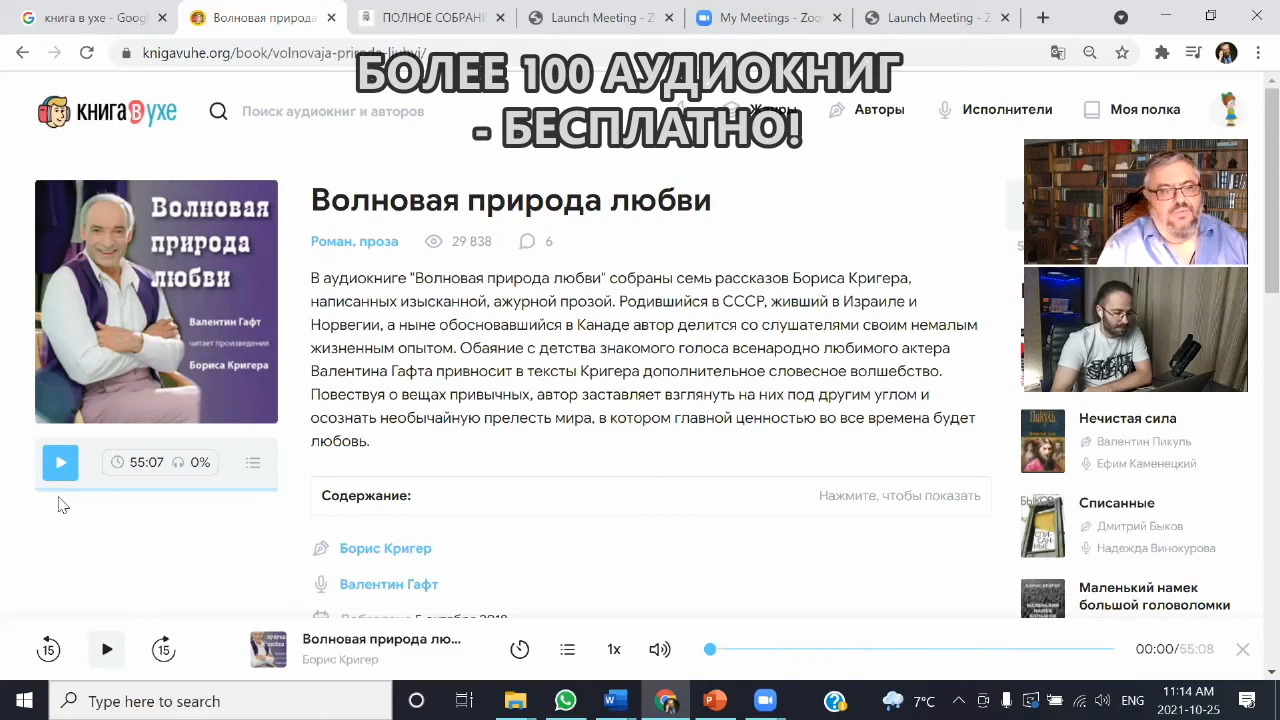 книга в ухе - Googl
Волновая природа
ПОЛНОЕ СОБРАНИ
Launch Meeting - Z
My Meetings - Zoo
Launch Meeting - Z
knigavuhe.org/book/volnovaja-priroda-ljubvi/
БОЛЕЕ 100 АУДИОКНИГ
- БЕСПЛАТНО!
КНИГА В УХЕ
Поиск аудиокниг и авторов
Жанры
Авторы
Исполнители
Моя полка
Волновая
природа
любви
Валентин Гафт
читает произведения
Бориса Кригера
55:07
0%
Волновая природа любви
Роман, проза
29 838
6
В аудиокниге "Волновая природа любви" собраны семь рассказов Бориса Кригера,
написанных изысканной, ажурной прозой. Родившийся в СССР, живший в Израиле и
Норвегии, а ныне обосновавшийся в Канаде автор делится со слушателями своим немалым
жизненным опытом. Обаяние с детства знакомого голоса всенародно любимого актера
Валентина Гафта привносит в тексты Кригера дополнительное словесное волшебство.
Повествуя о вещах привычных, автор заставляет взглянуть на них под другим углом и
осознать необычайную прелесть мира, в котором главной ценностью во все времена будет
любовь.
Содержание:
Нажмите, чтобы показать
Борис Кригер
Валентин Гафт
Нечистая сила
Валентин Пикуль
Ефим Каменецкий
Списанные
Дмитрий Быков
Надежда Винокурова
Маленький намек
большой головоломки
15
15
Волновая природа лю...
Борис Кригер
1x
00:00/55:08
Type here to search
7°C
ENG
11:14 AM
2021-10-25